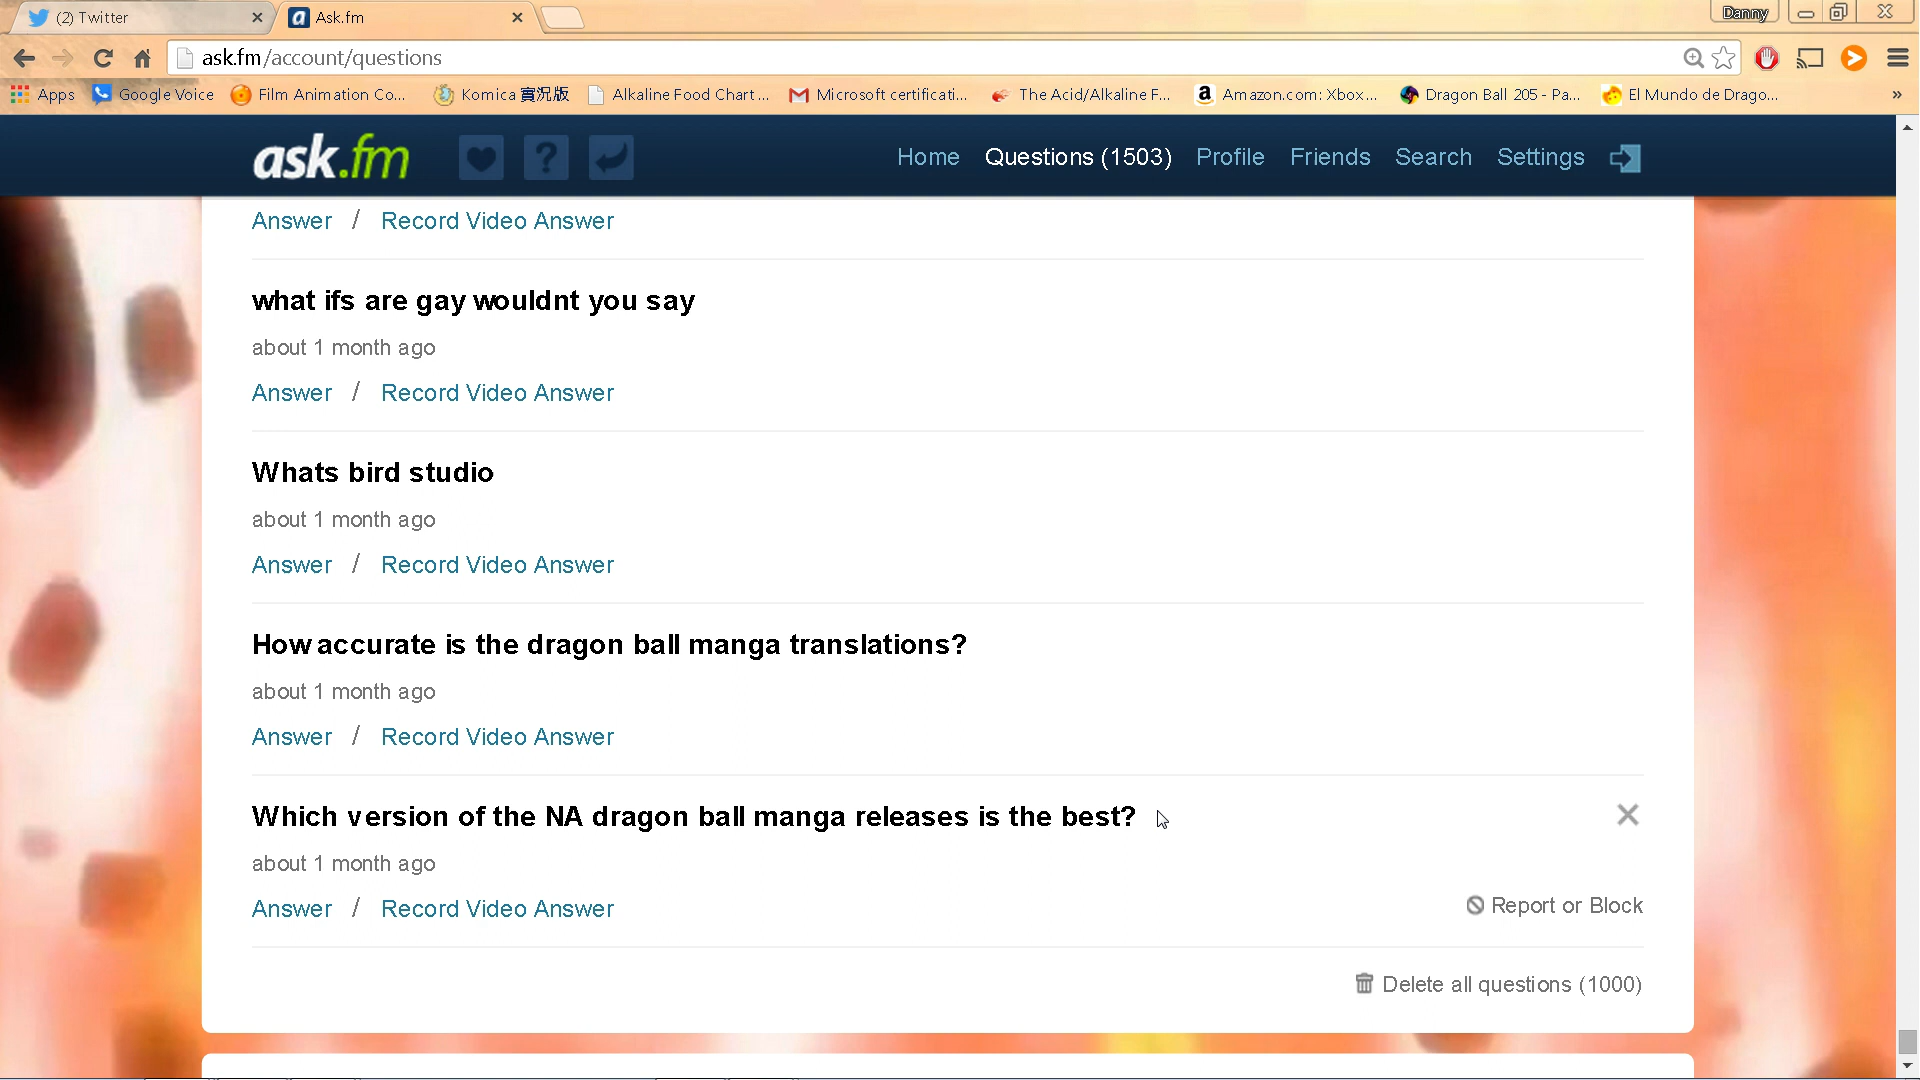 (2) Twitter
Ask.fm
Danny
ask.fm/account/questions
Apps
Google Voice
Film Animation Co...
Komica 實況版
Alkaline Food Chart ...
Microsoft certificati...
The Acid/Alkaline F...
Amazon.com: Xbox...
Dragon Ball 205 - Pa...
El Mundo de Drago...
»
ask.fm
Home
Questions (1503)
Profile
Friends
Search
Settings
Answer / Record Video Answer
what ifs are gay wouldnt you say
about 1 month ago
Answer / Record Video Answer
Whats bird studio
about 1 month ago
Answer / Record Video Answer
How accurate is the dragon ball manga translations?
about 1 month ago
Answer / Record Video Answer
Which version of the NA dragon ball manga releases is the best?
about 1 month ago
Answer / Record Video Answer
Report or Block
Delete all questions (1000)